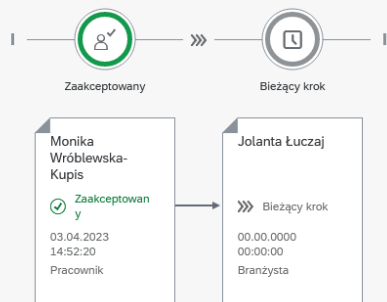 Zaakceptowany
Bieżący krok
Monika
Wróblewska-
Kupis
Zaakceptowan
y
03.04.2023
14:52:20
Pracownik
Jolanta Łuczaj
Bieżący krok
00.00.0000
00:00:00
Branżysta